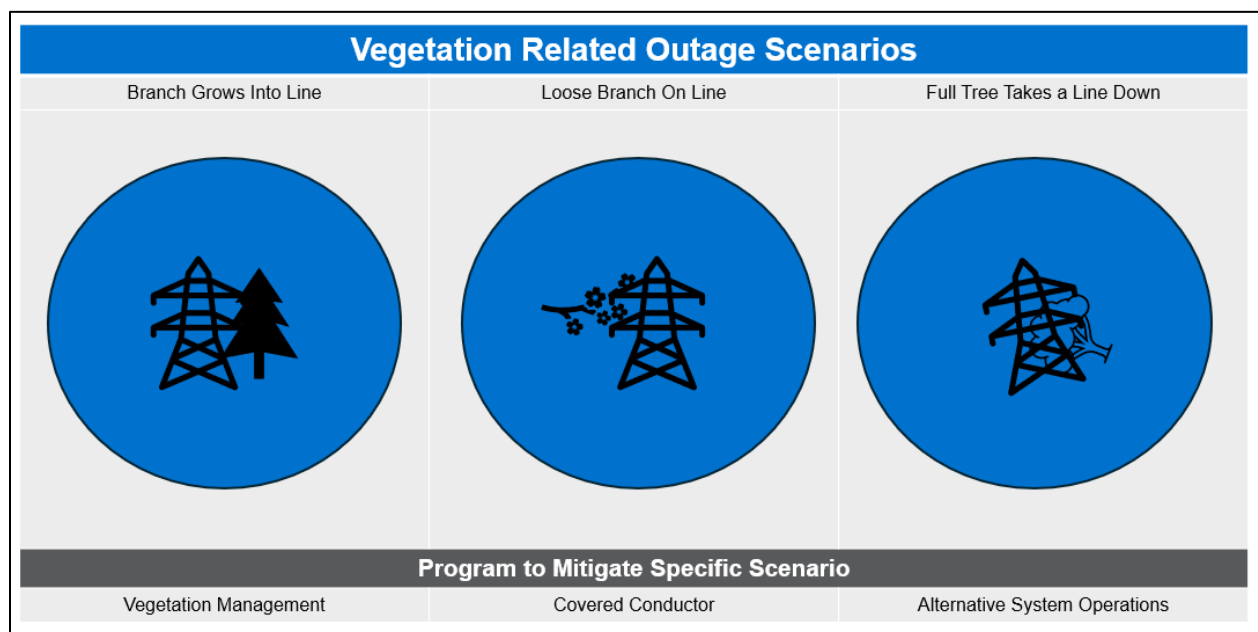 Vegetation Related Outage Scenarios
Branch Grows Into Line
Loose Branch On Line
Full Tree Takes a Line Down
Program to Mitigate Specific Scenario
Vegetation Management
Covered Conductor
Alternative System Operations